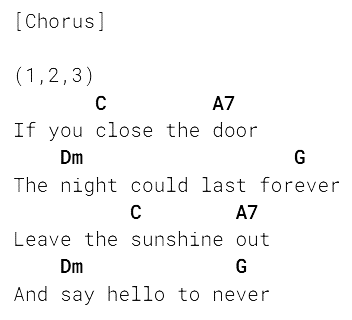 [Chorus]

(1,2,3)
       C         A7
If you close the door
    Dm                  G
The night could last forever
          C        A7
Leave the sunshine out
    Dm             G
And say hello to never